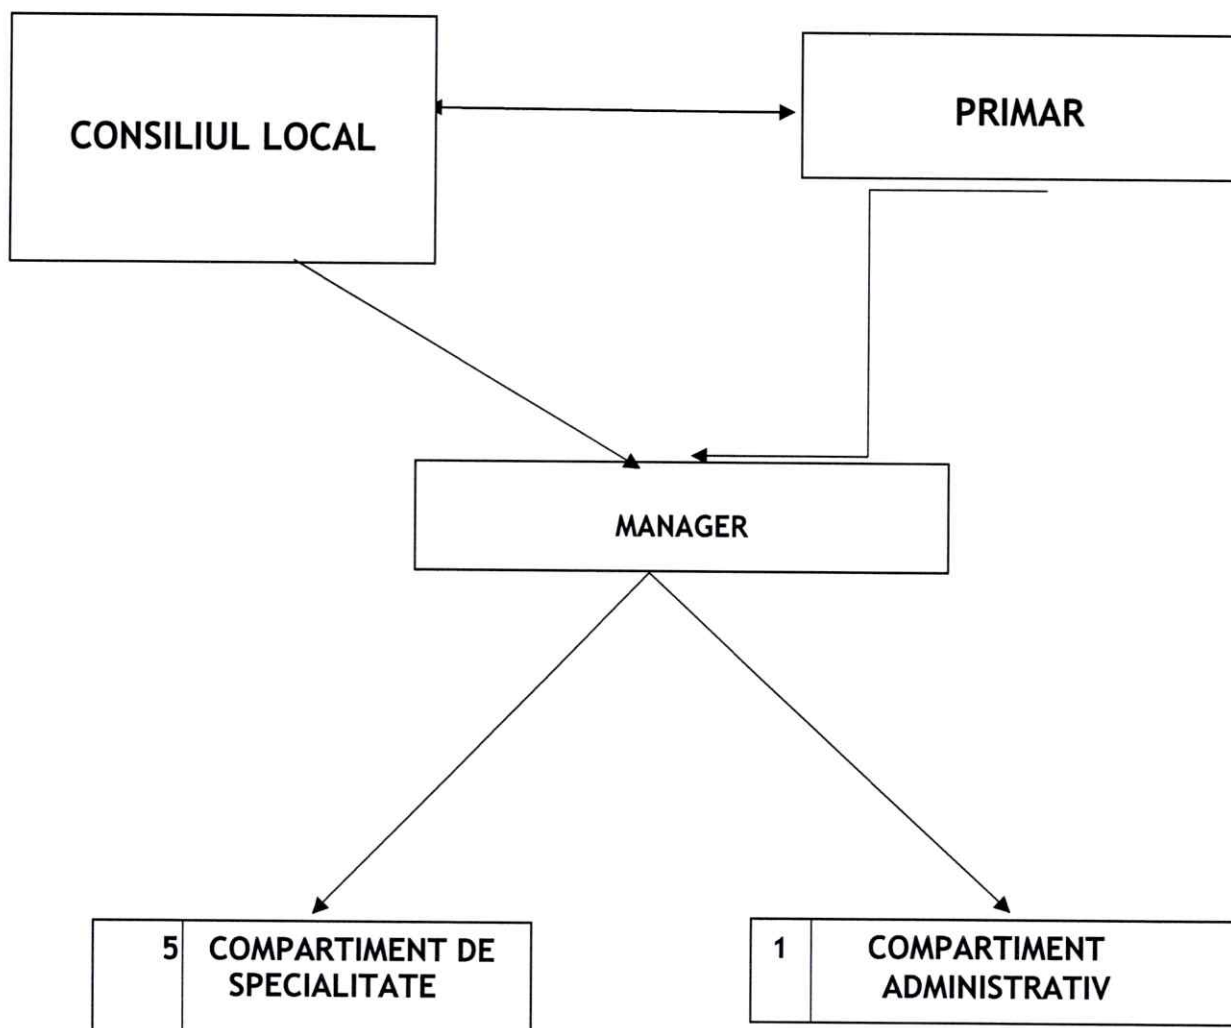 CONSILIUL LOCAL
PRIMAR
MANAGER
5 COMPARTIMENT DE
SPECIALITATE
1 COMPARTIMENT
ADMINISTRATIV